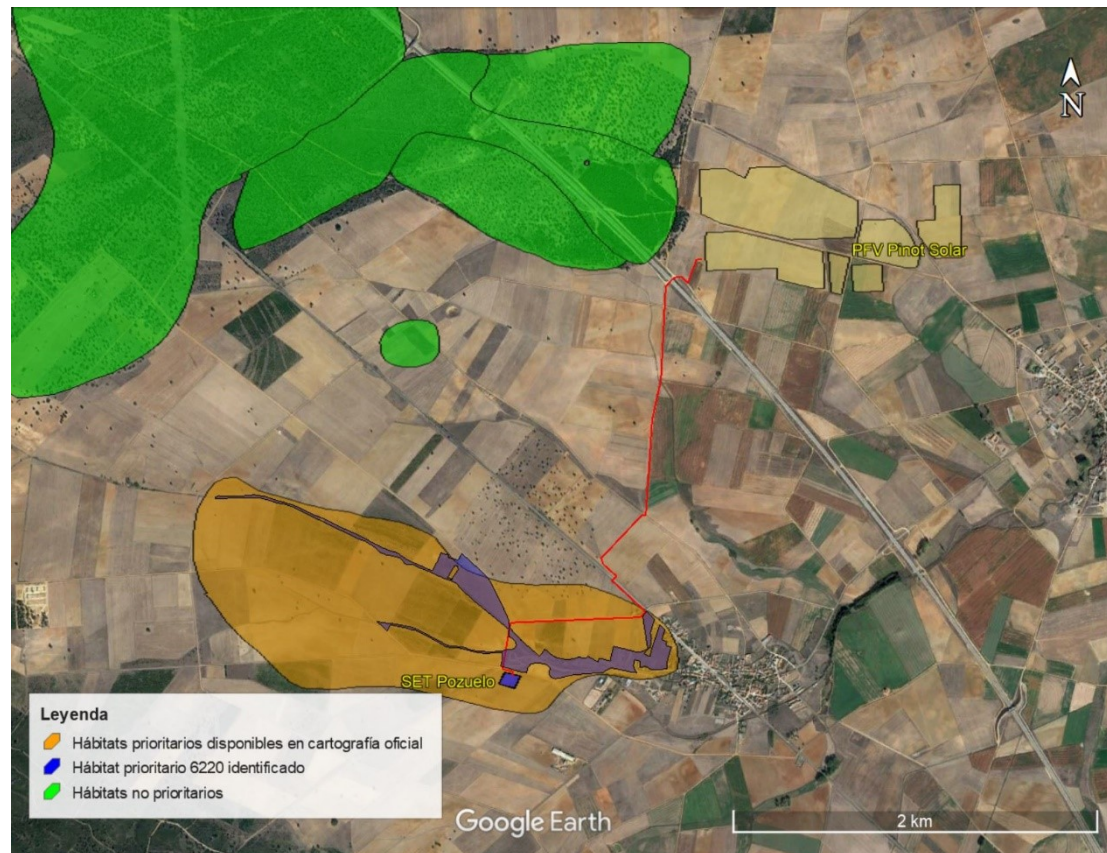 N
PFV Pinot Solar
SET Pozuelo
Leyenda
Hábitats prioritarios disponibles en cartografía oficial
Hábitat prioritario 6220 identificado
Hábitats no prioritarios
Google Earth
2 km